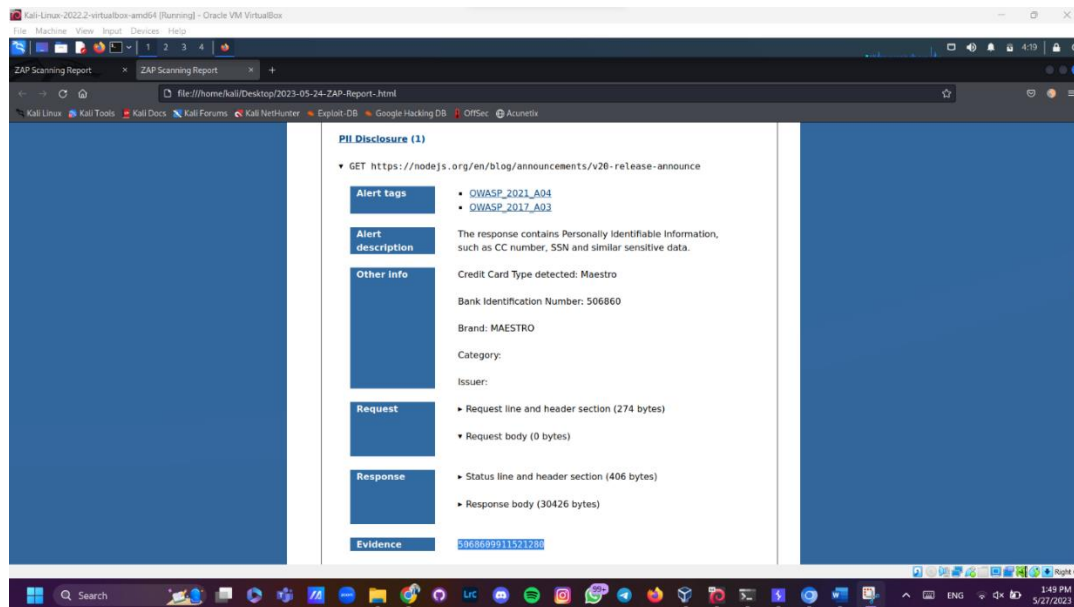 Kali-Linux-2022.2-virtualbox-amd64 [Running] - Oracle VM VirtualBox
File Machine View Input Devices Help
1 2 3 4
4:19
ZAP Scanning Report × ZAP Scanning Report × +
file:///home/kali/Desktop/2023-05-24-ZAP-Report-.html
Kali Linux Kali Tools Kali Docs Kali Forums Kali NetHunter Exploit-DB Google Hacking DB OffSec Acunetix
PII Disclosure (1)
▾ GET https://nodejs.org/en/blog/announcements/v20-release-announce
Alert tags
▪ OWASP_2021_A04
▪ OWASP_2017_A03
Alert description
The response contains Personally Identifiable Information,
such as CC number, SSN and similar sensitive data.
Other info
Credit Card Type detected: Maestro
Bank Identification Number: 506860
Brand: MAESTRO
Category:
Issuer:
Request
▸ Request line and header section (274 bytes)
▾ Request body (0 bytes)
Response
▸ Status line and header section (406 bytes)
▸ Response body (30426 bytes)
Evidence
5068609911521280
Right
Search
LrC
99+
ENG
1:49 PM
5/27/2023